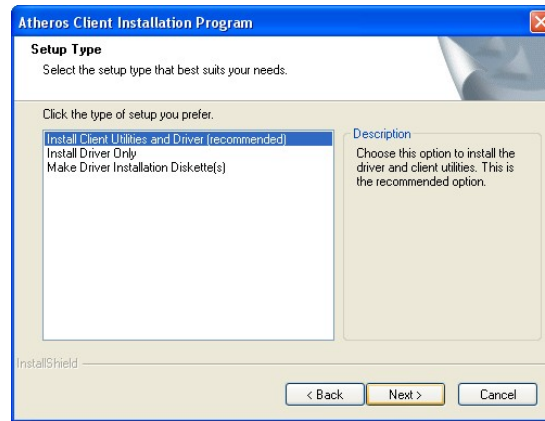 Atheros Client Installation Program
Setup Type
Select the setup type that best suits your needs.
Click the type of setup you prefer.
Install Client Utilities and Driver (recommended)
Install Driver Only
Make Driver Installation Diskette(s)
Description
Choose this option to install the
driver and client utilities. This is
the recommended option.
InstallShield
< Back
Next >
Cancel